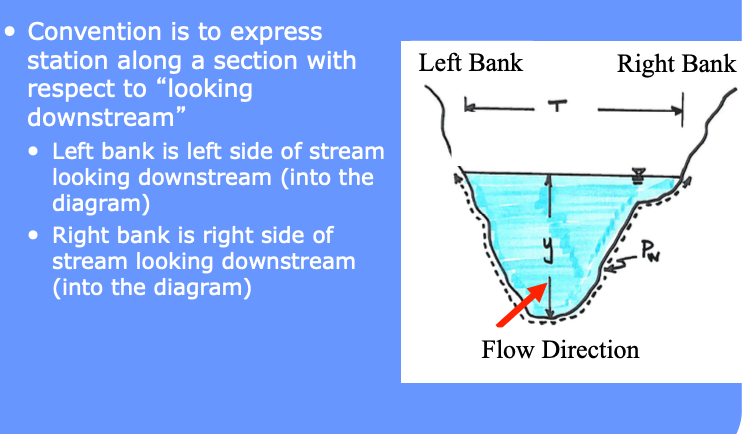 • Convention is to express
station along a section with
respect to “looking
downstream”
• Left bank is left side of stream
looking downstream (into the
diagram)
• Right bank is right side of
stream looking downstream
(into the diagram)
Left Bank
Right Bank
T
y
Pw
Flow Direction